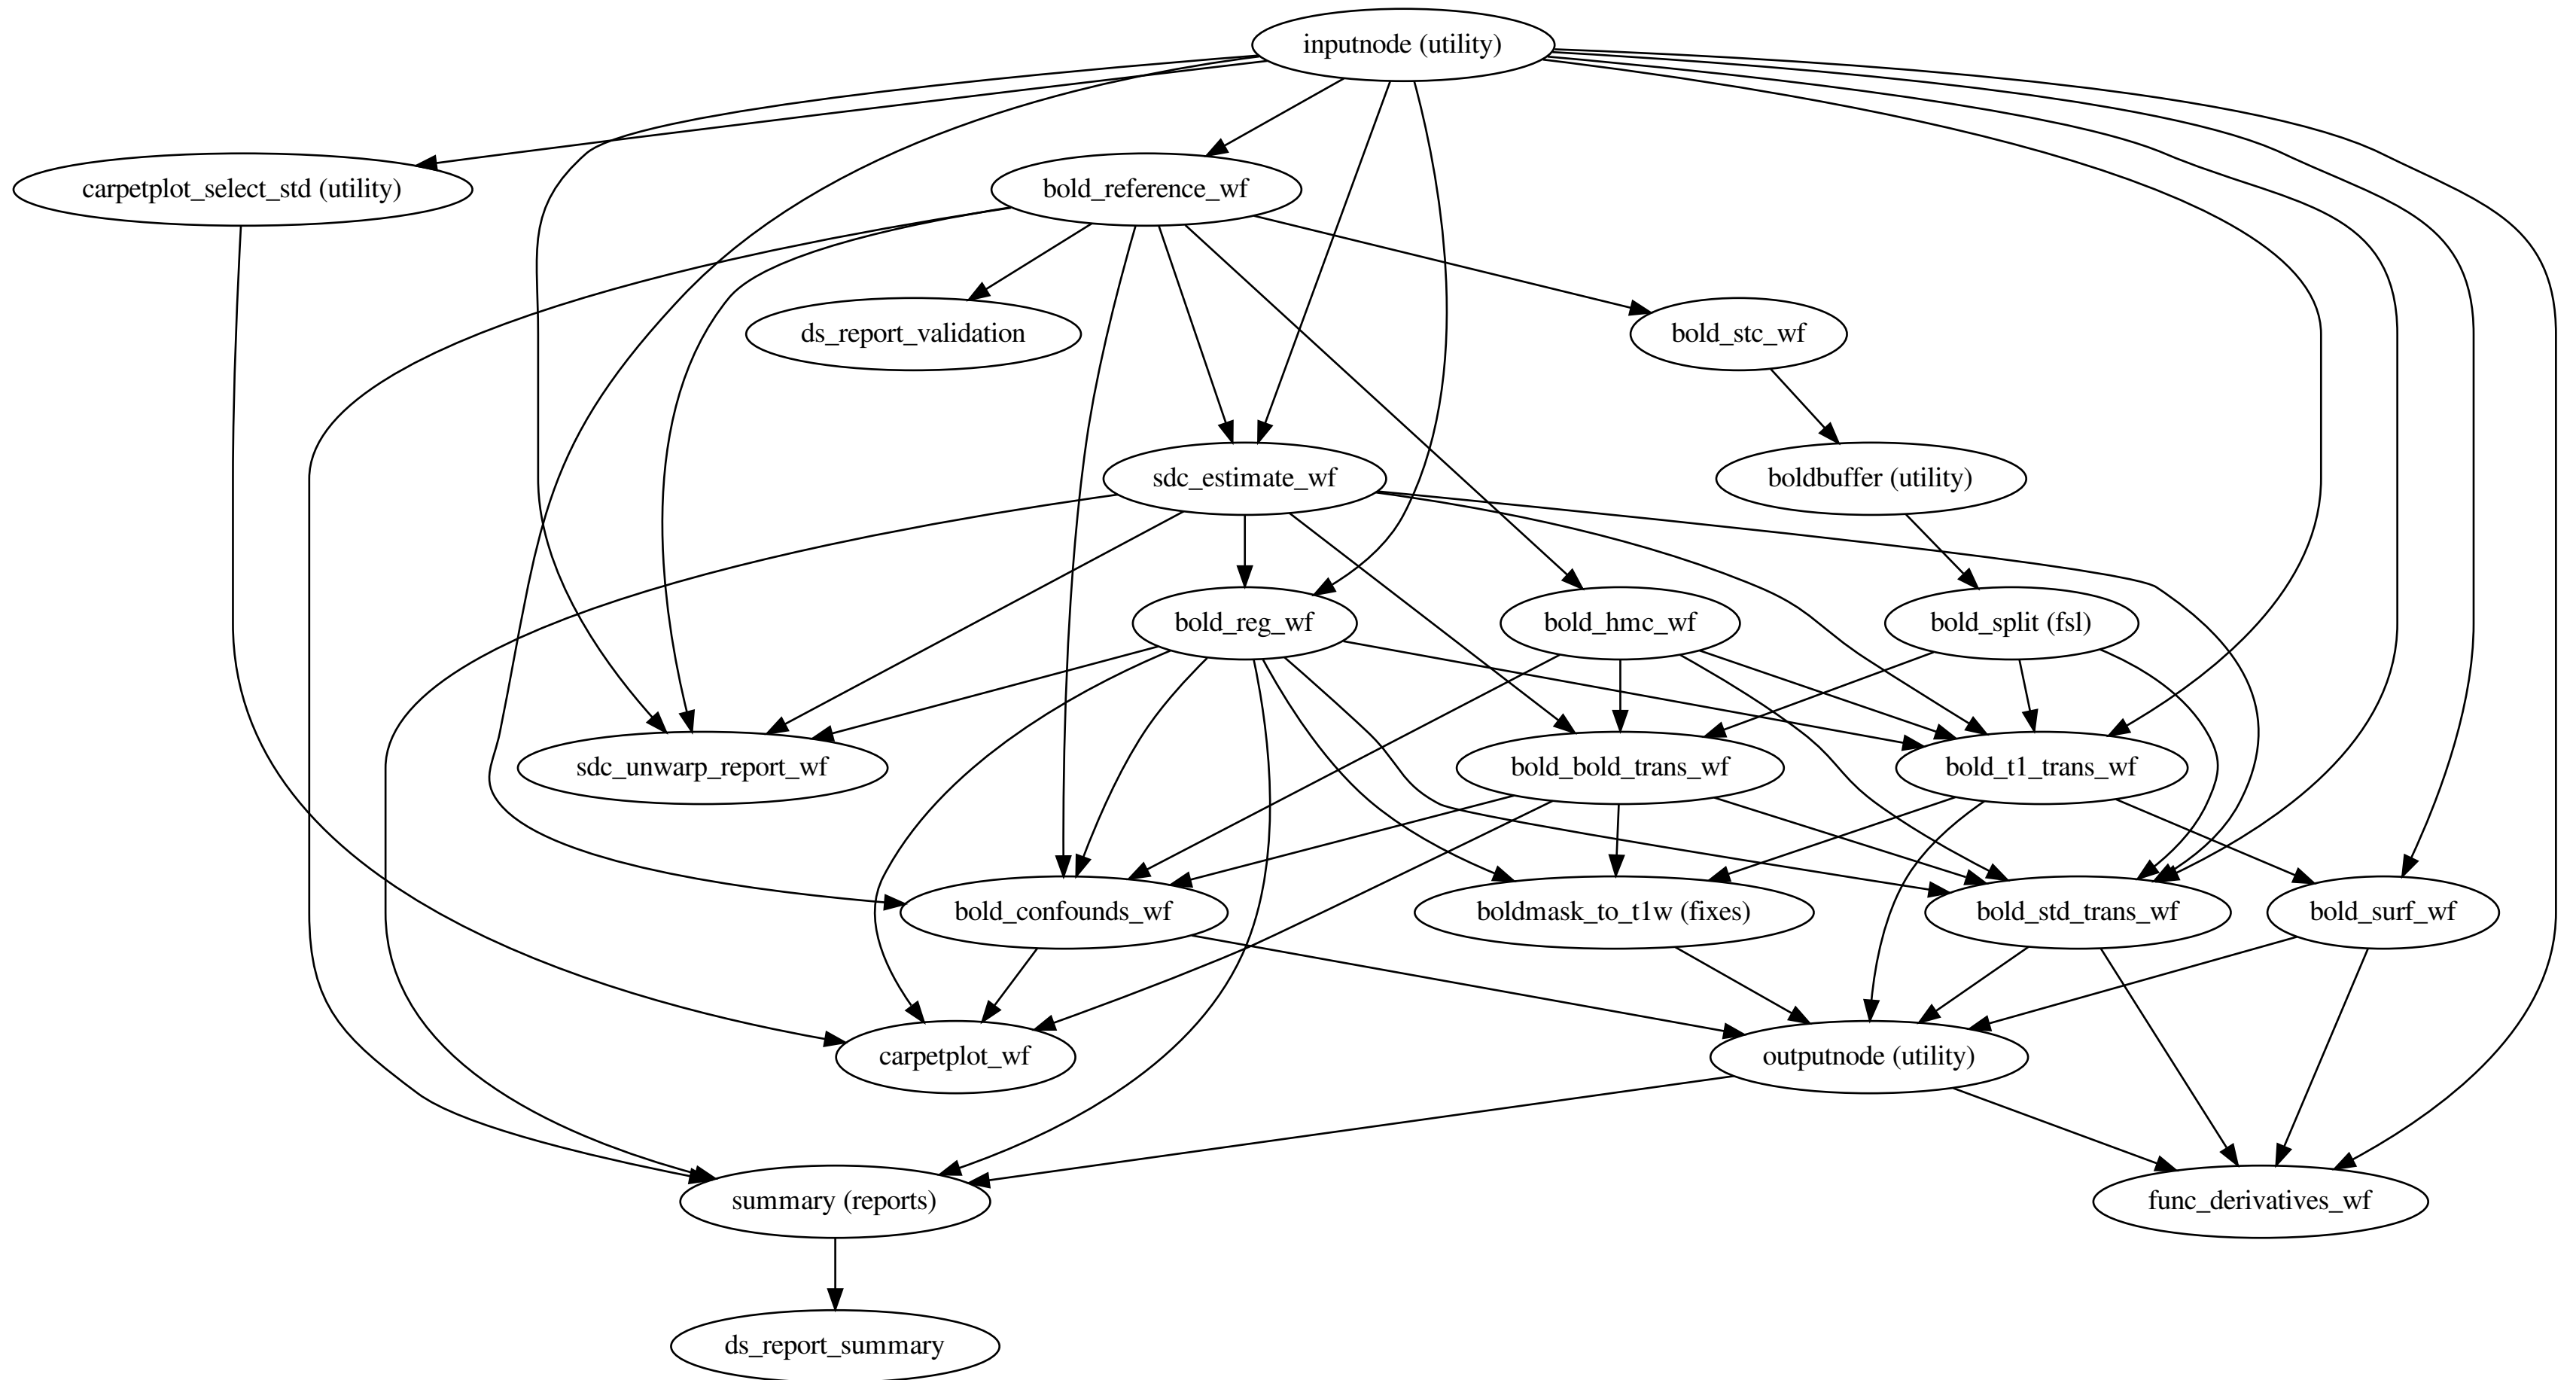 inputnode (utility)
carpetplot_select_std (utility)
bold_reference_wf
ds_report_validation
bold_stc_wf
sdc_estimate_wf
boldbuffer (utility)
bold_reg_wf
bold_hmc_wf
bold_split (fsl)
sdc_unwarp_report_wf
bold_bold_trans_wf
bold_t1_trans_wf
bold_confounds_wf
boldmask_to_t1w (fixes)
bold_std_trans_wf
bold_surf_wf
carpetplot_wf
outputnode (utility)
summary (reports)
func_derivatives_wf
ds_report_summary